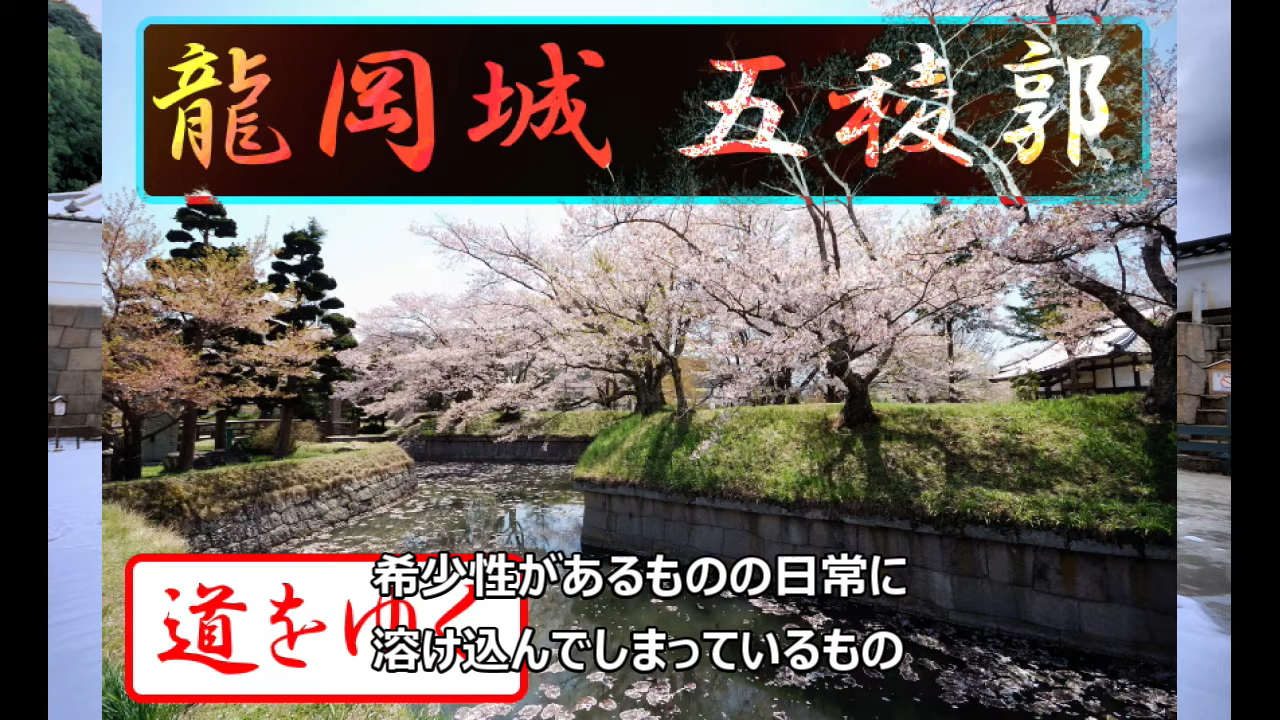 龍岡城 五稜郭
希少性があるものの日常に
道をゆく
溶け込んでしまっているもの